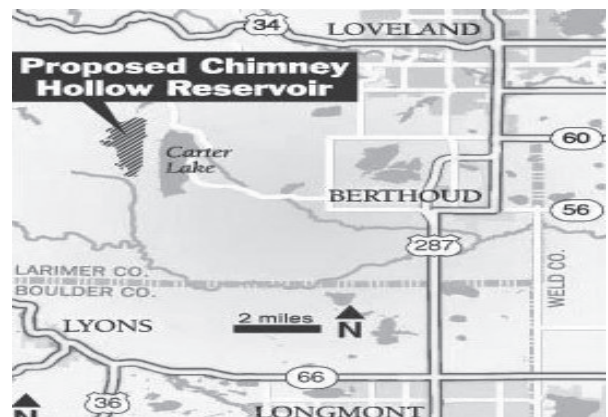 34
LOVELAND
Proposed Chimney
Hollow Reservoir
Carter
Lake
60
BERTHOUD
56
287
LARIMER CO.
BOULDER CO.
WELD CO.
LYONS
2 miles
N
66
36
N
LONGMONT